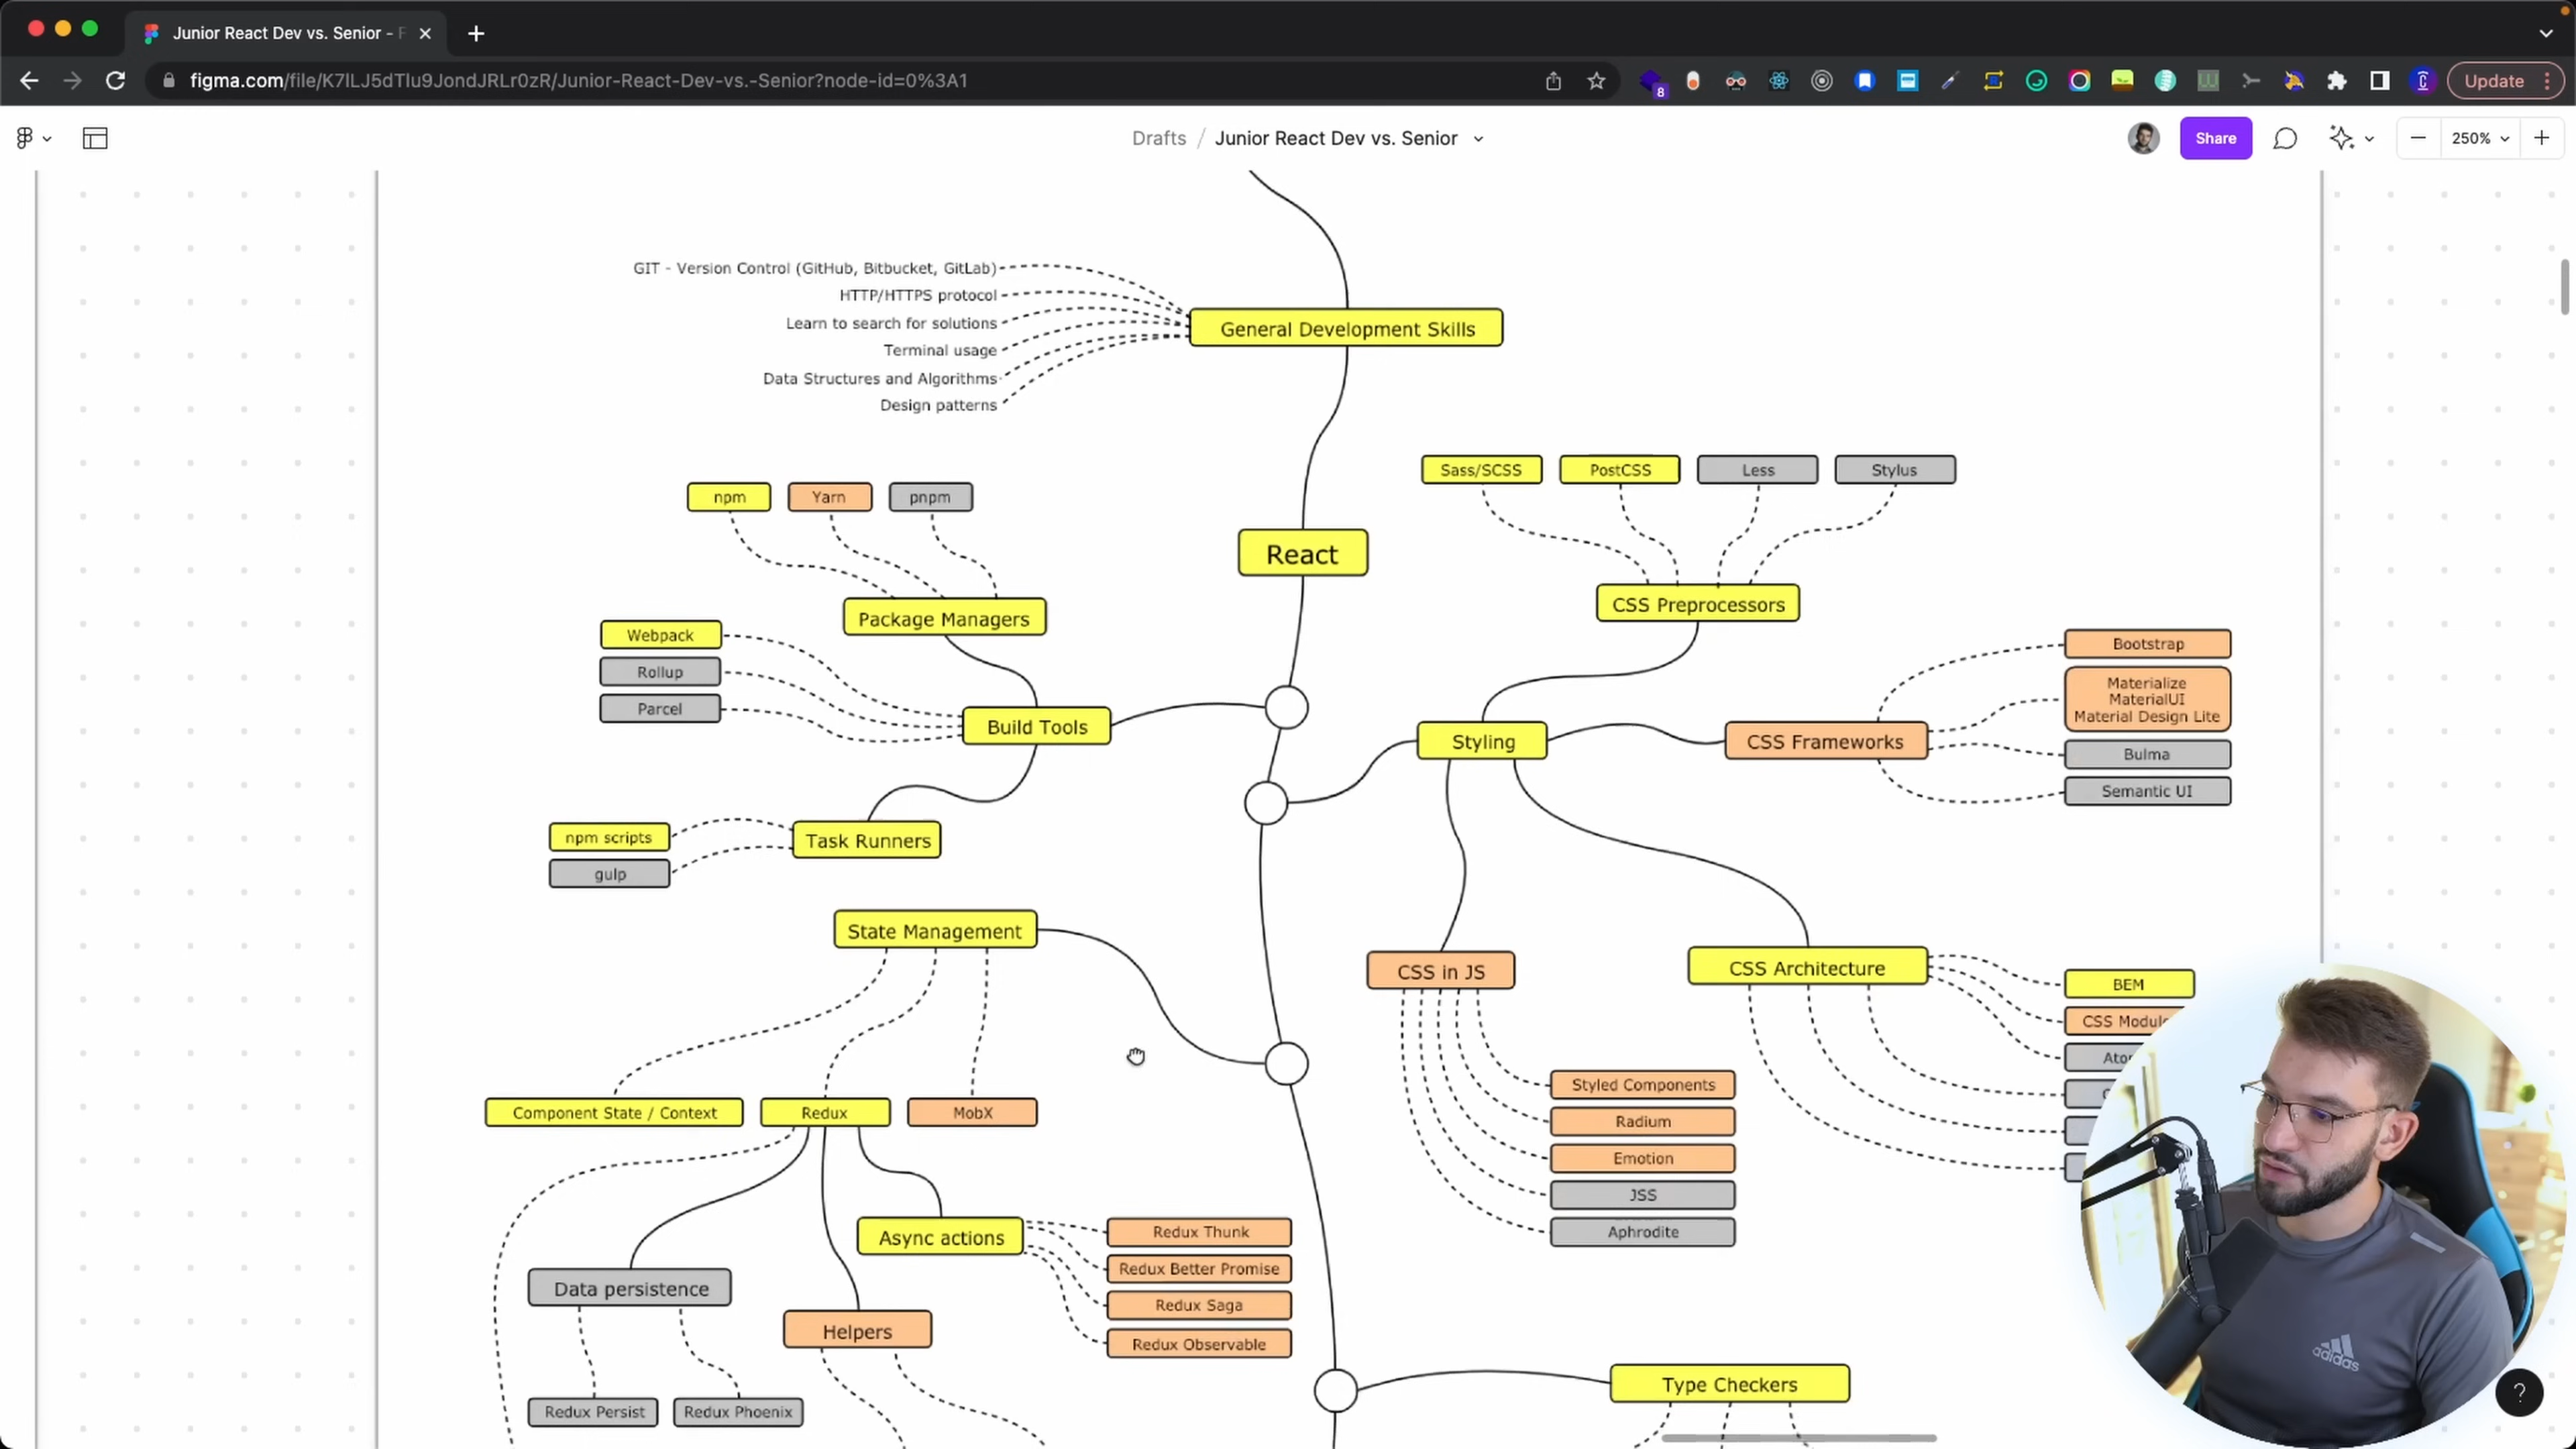 Junior React Dev vs. Senior - F
figma.com/file/K7lLJ5dTIu9JondJRLr0zR/Junior-React-Dev-vs.-Senior?node-id=0%3A1
8
Update
Drafts / Junior React Dev vs. Senior
Share
250%
GIT - Version Control (GitHub, Bitbucket, GitLab)
HTTP/HTTPS protocol
Learn to search for solutions
General Development Skills
Terminal usage
Data Structures and Algorithms
Design patterns
Sass/SCSS
PostCSS
Less
Stylus
npm
Yarn
pnpm
React
CSS Preprocessors
Package Managers
Webpack
Rollup
Parcel
Build Tools
Bootstrap
Materialize
MaterialUI
Material Design Lite
Styling
CSS Frameworks
Bulma
Semantic UI
npm scripts
gulp
Task Runners
State Management
CSS in JS
CSS Architecture
BEM
Component State / Context
Redux
MobX
Styled Components
Radium
Emotion
JSS
Aphrodite
Async actions
Redux Thunk
Redux Better Promise
Redux Saga
Redux Observable
Data persistence
Helpers
Type Checkers
Redux Persist
Redux Phoenix
adidas
?